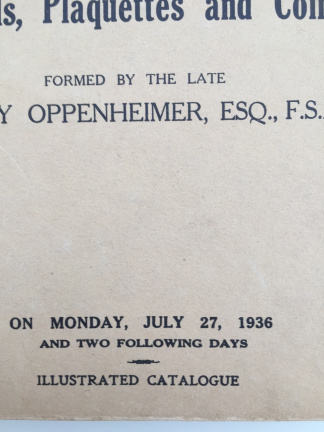 ls, Plaquettes and Coi
FORMED BY THE LATE
Y OPPENHEIMER, ESQ., F.S.
ON MONDAY, JULY 27, 1936
AND TWO FOLLOWING DAYS
ILLUSTRATED CATALOGUE